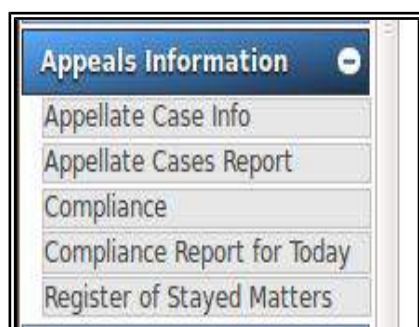 Appeals Information
Appellate Case Info
Appellate Cases Report
Compliance
Compliance Report for Today
Register of Stayed Matters